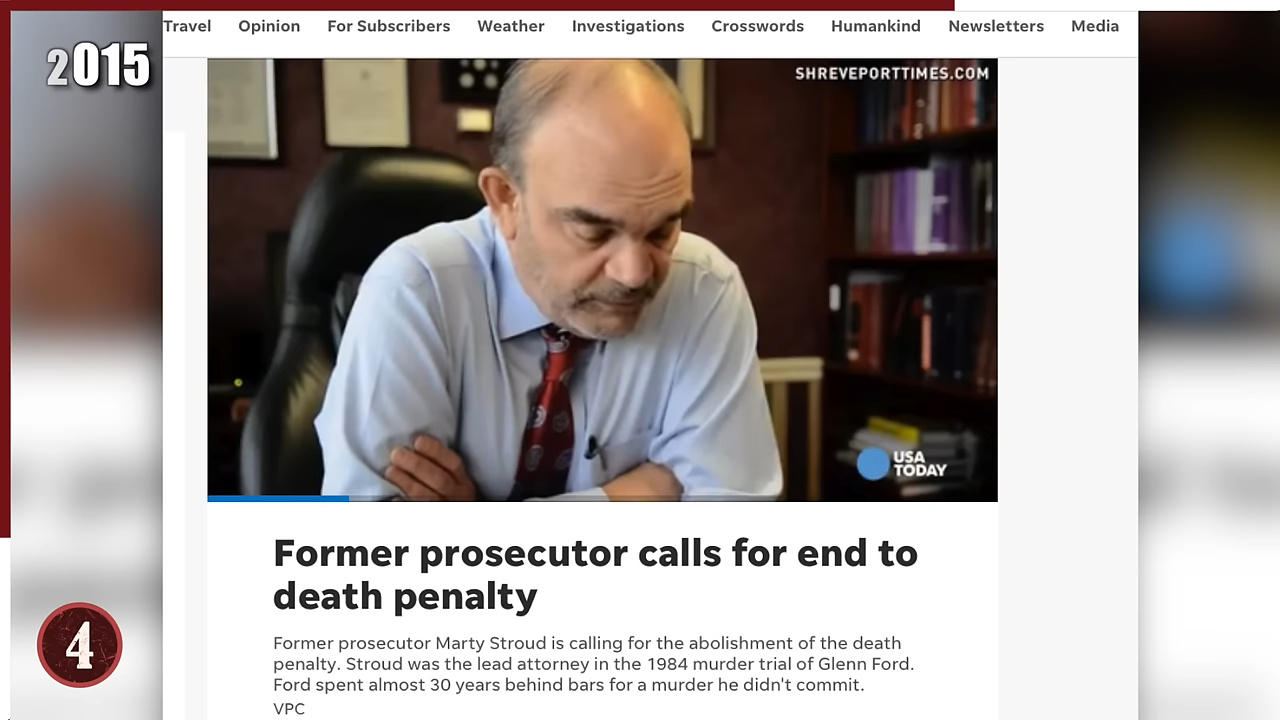 2015
Travel Opinion For Subscribers Weather Investigations Crosswords Humankind Newsletters Media
SHREVEPORTTIMES.COM
USA
TODAY
Former prosecutor calls for end to
death penalty
Former prosecutor Marty Stroud is calling for the abolishment of the death
penalty. Stroud was the lead attorney in the 1984 murder trial of Glenn Ford.
Ford spent almost 30 years behind bars for a murder he didn't commit.
VPC
4